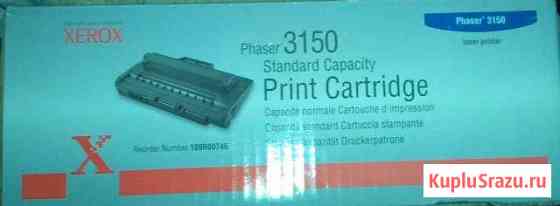 XEROX
Phaser 3150
Standard Capacity
Print Cartridge
Capacité normale Cartouche d'impression
Capacità standard Cartuccia stampante
Druckerpatrone
Reorder Number 109R00746
X
Phaser® 3150
laser printer
KupluSrazu.ru